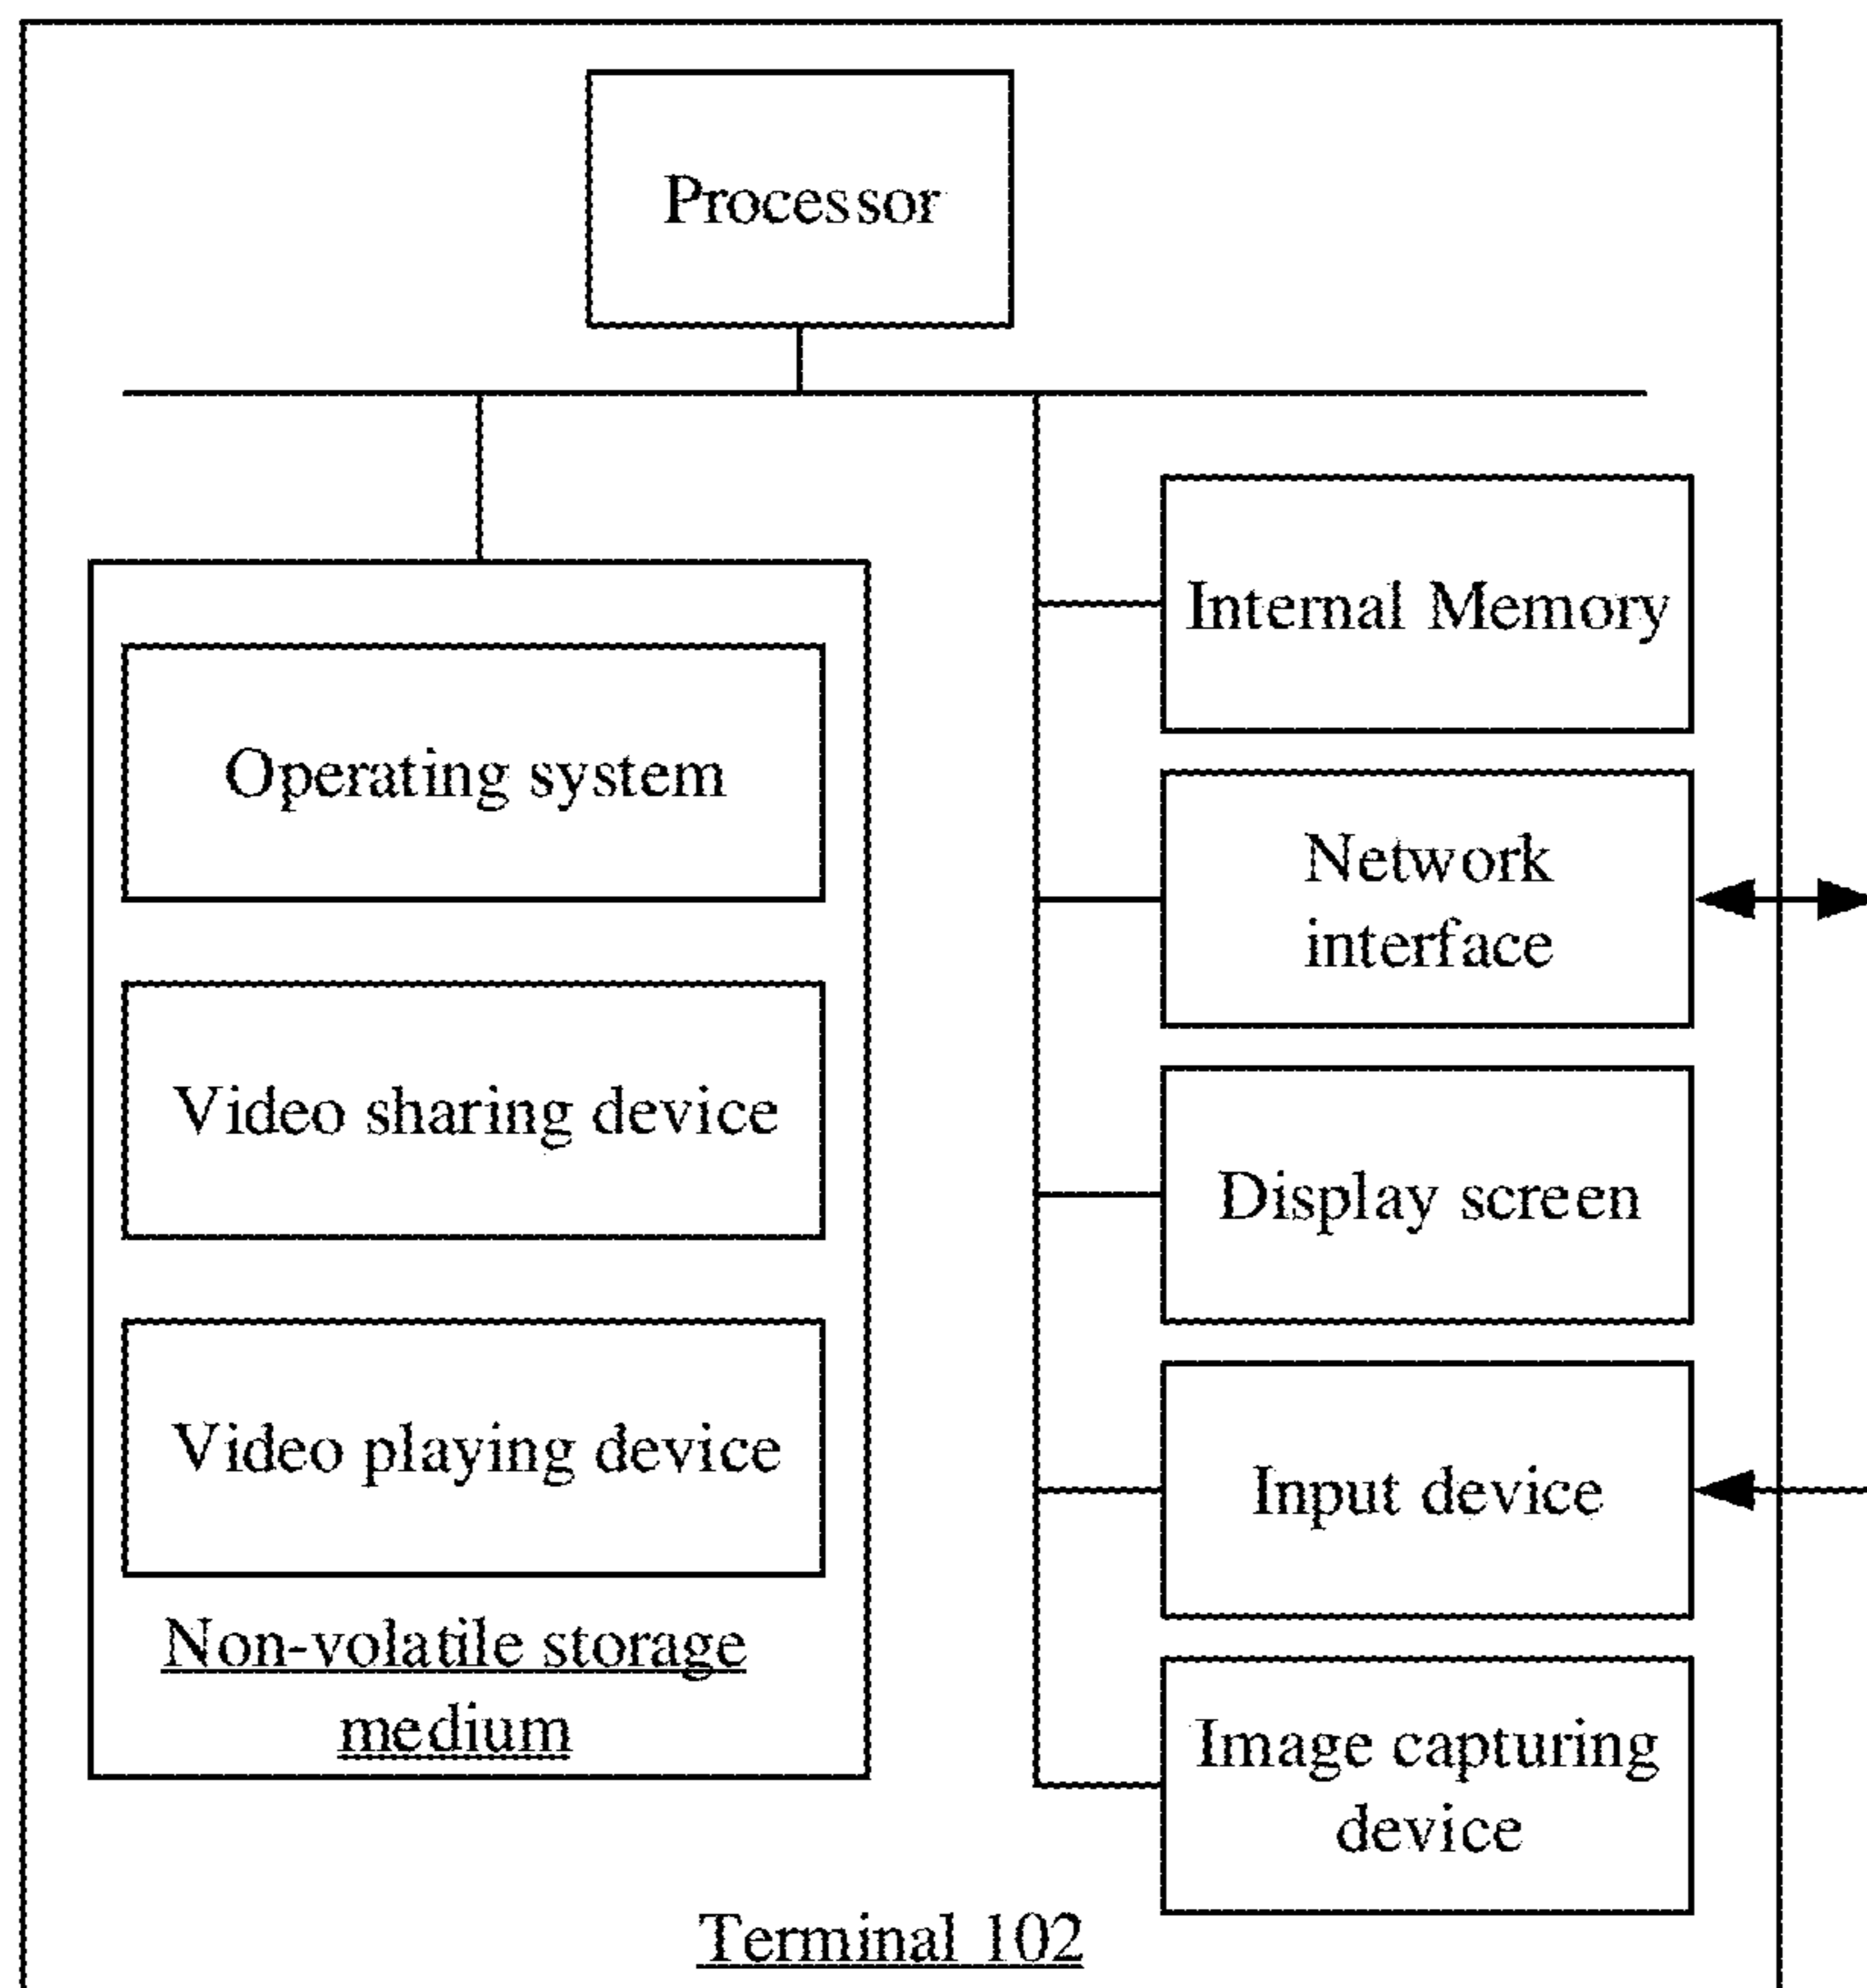 Processor
Operating system
Video sharing device
Video playing device
Non-volatile storage
medium
Internal Memory
Network
interface
Display screen
Input device
Image capturing
device
Terminal 102